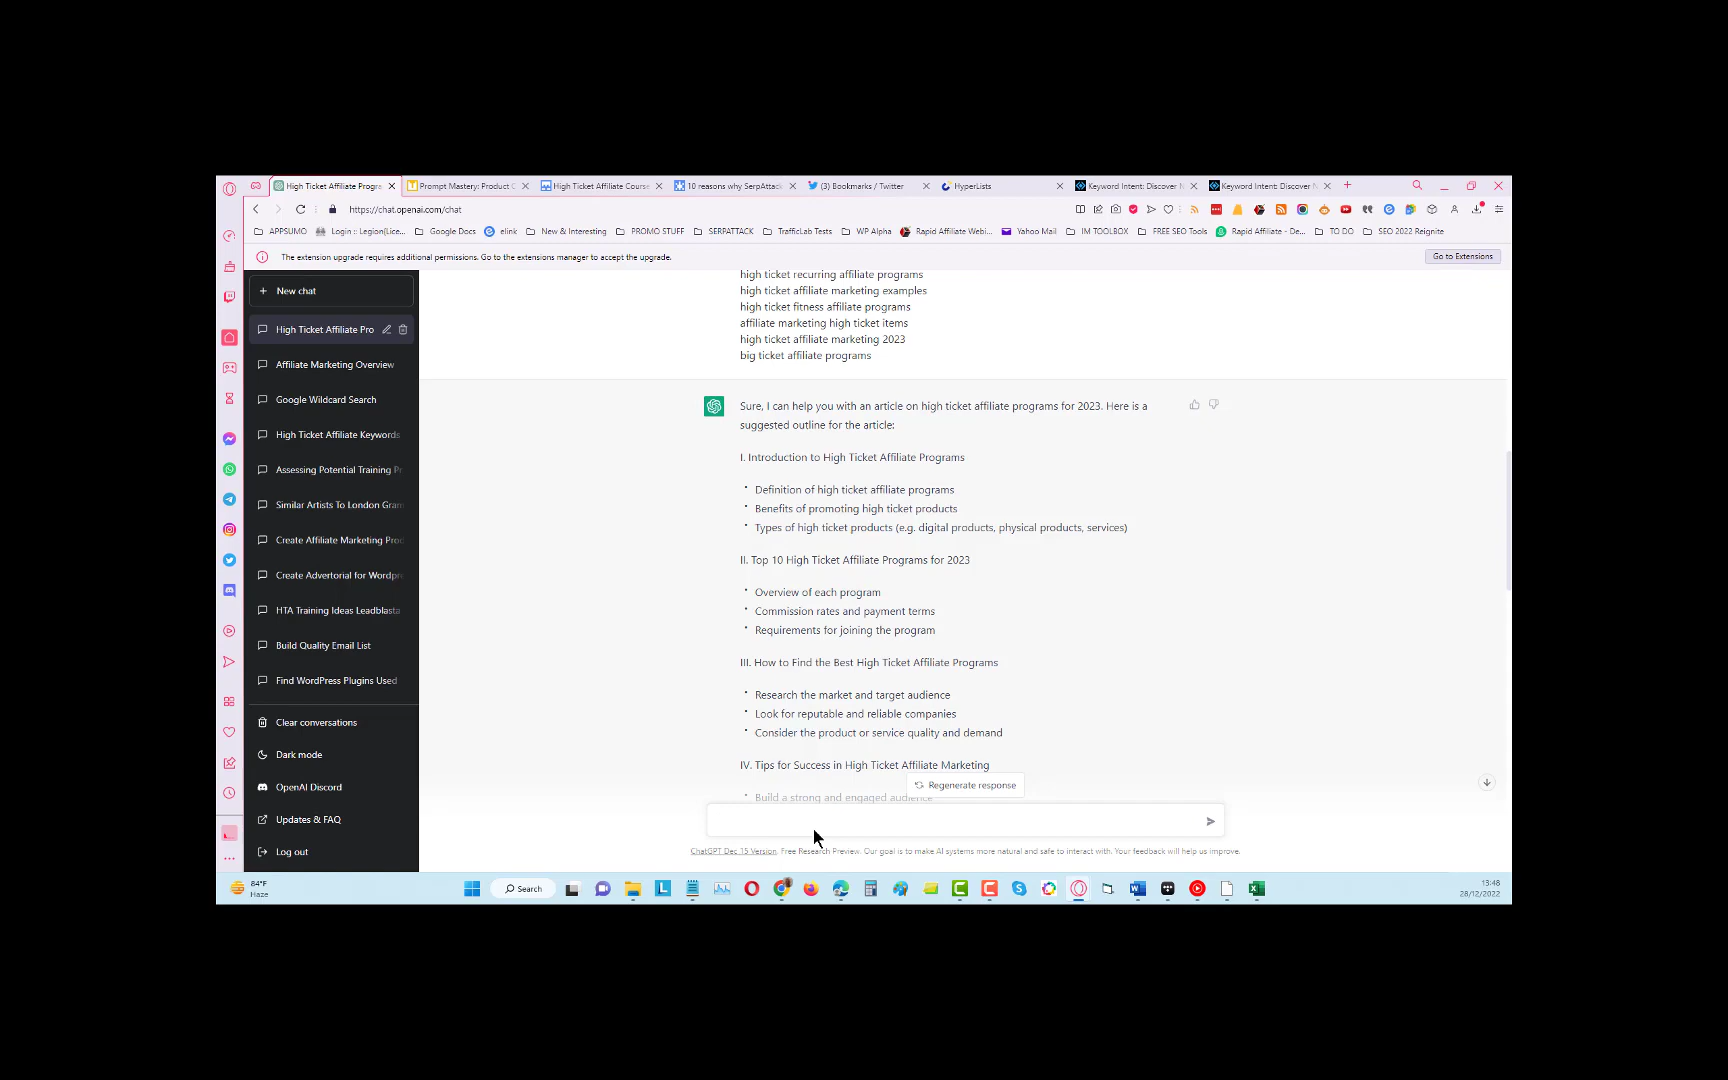 High Ticket Affiliate Progra
Prompt Mastery: Product C
High Ticket Affiliate Course
10 reasons why SerpAttack
(3) Bookmarks / Twitter
HyperLists
Keyword Intent: Discover
Keyword Intent: Discover
https://chat.openai.com/chat
APPSUMO
Login :: Legion(Lice...
Google Docs
elink
New & Interesting
PROMO STUFF
SERPATTACK
TrafficLab Tests
WP Alpha
Rapid Affiliate Webi...
Yahoo Mail
IM TOOLBOX
FREE SEO Tools
Rapid Affiliate - De...
TO DO
SEO 2022 Reignite
The extension upgrade requires additional permissions. Go to the extensions manager to accept the upgrade.
Go to Extensions
New chat
High Ticket Affiliate Pro
Affiliate Marketing Overview
Google Wildcard Search
High Ticket Affiliate Keywords
Assessing Potential Training Pr
Similar Artists To London Gram
Create Affiliate Marketing Prod
Create Advertorial for Wordpr
HTA Training Ideas Leadblasta
Build Quality Email List
Find WordPress Plugins Used
Clear conversations
Dark mode
OpenAI Discord
Updates & FAQ
Log out
high ticket recurring affiliate programs
high ticket affiliate marketing examples
high ticket fitness affiliate programs
affiliate marketing high ticket items
high ticket affiliate marketing 2023
big ticket affiliate programs
Sure, I can help you with an article on high ticket affiliate programs for 2023. Here is a
suggested outline for the article:
I. Introduction to High Ticket Affiliate Programs
• Definition of high ticket affiliate programs
• Benefits of promoting high ticket products
• Types of high ticket products (e.g. digital products, physical products, services)
II. Top 10 High Ticket Affiliate Programs for 2023
• Overview of each program
• Commission rates and payment terms
• Requirements for joining the program
III. How to Find the Best High Ticket Affiliate Programs
• Research the market and target audience
• Look for reputable and reliable companies
• Consider the product or service quality and demand
IV. Tips for Success in High Ticket Affiliate Marketing
• Build a strong and engaged audience
Regenerate response
ChatGPT Dec 15 Version. Free Research Preview. Our goal is to make AI systems more natural and safe to interact with. Your feedback will help us improve.
84°F
Haze
Search
13:48
28/12/2022